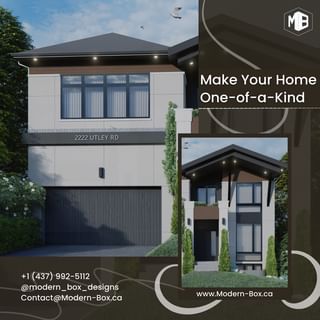 MB
Make Your Home
One-of-a-Kind
2222 UTLEY RD
+1 (437) 992-5112
@modern_box_designs
Contact@Modern-Box.ca
www.Modern-Box.ca